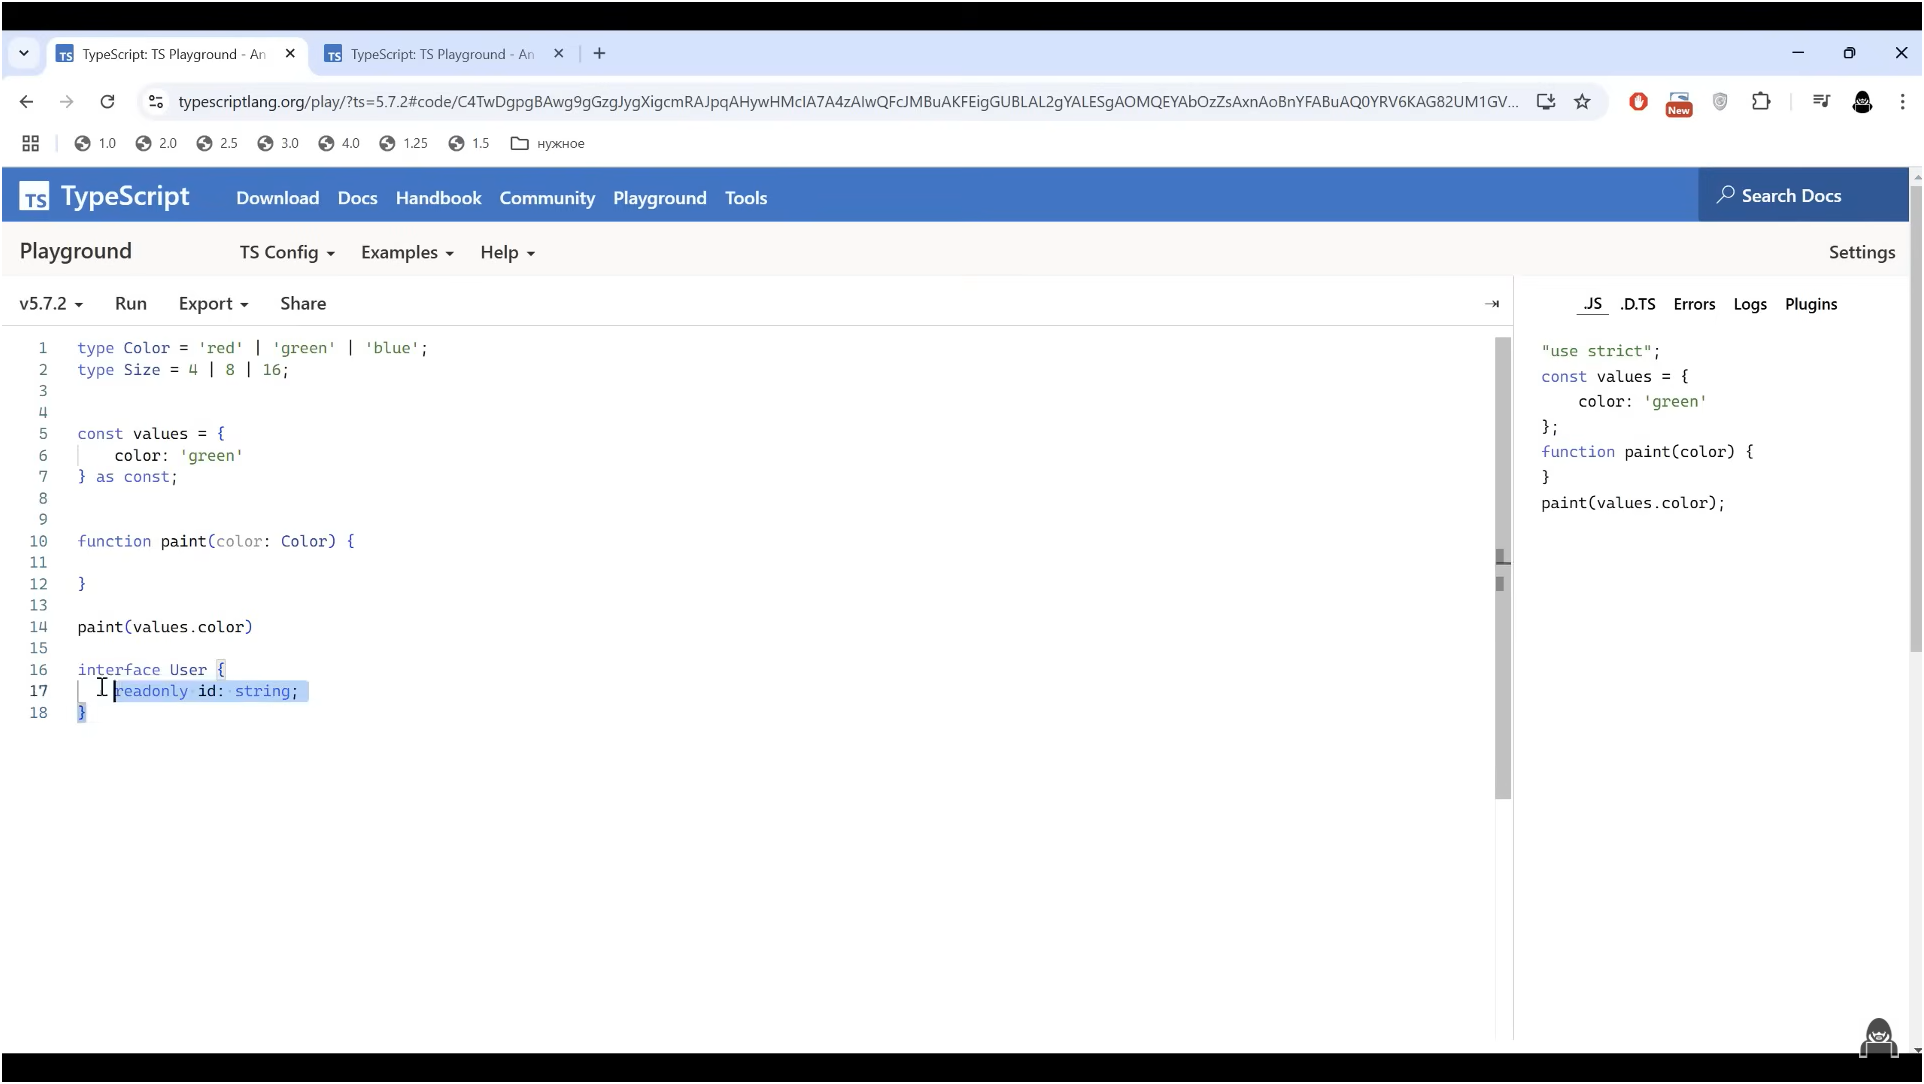 TypeScript: TS Playground - An
TypeScript: TS Playground - An
typescriptlang.org/play/?ts=5.7.2#code/C4TwDgpgBAwg9gGzgJygXigcmRAJpqAHywHMcIA7A4zAIwQFcJMBuAKFEigGUBLAL2gYALESgAOMQEYAbOzZsAxnAoBnYFABuAQ0YRV6KAG82UM1GV...
New
1.0
2.0
2.5
3.0
4.0
1.25
1.5
нужное
TS TypeScript
Download
Docs
Handbook
Community
Playground
Tools
Search Docs
Playground
TS Config
Examples
Help
Settings
v5.7.2
Run
Export
Share
.JS
.D.TS
Errors
Logs
Plugins
1 type Color = 'red' | 'green' | 'blue';
2 type Size = 4 | 8 | 16;
3
4
5 const values = {
6 color: 'green'
7 } as const;
8
9
10 function paint(color: Color) {
11
12 }
13
14 paint(values.color)
15
16 interface User {
17 readonly id: string;
18 }
"use strict";
const values = {
color: 'green'
};
function paint(color) {
}
paint(values.color);